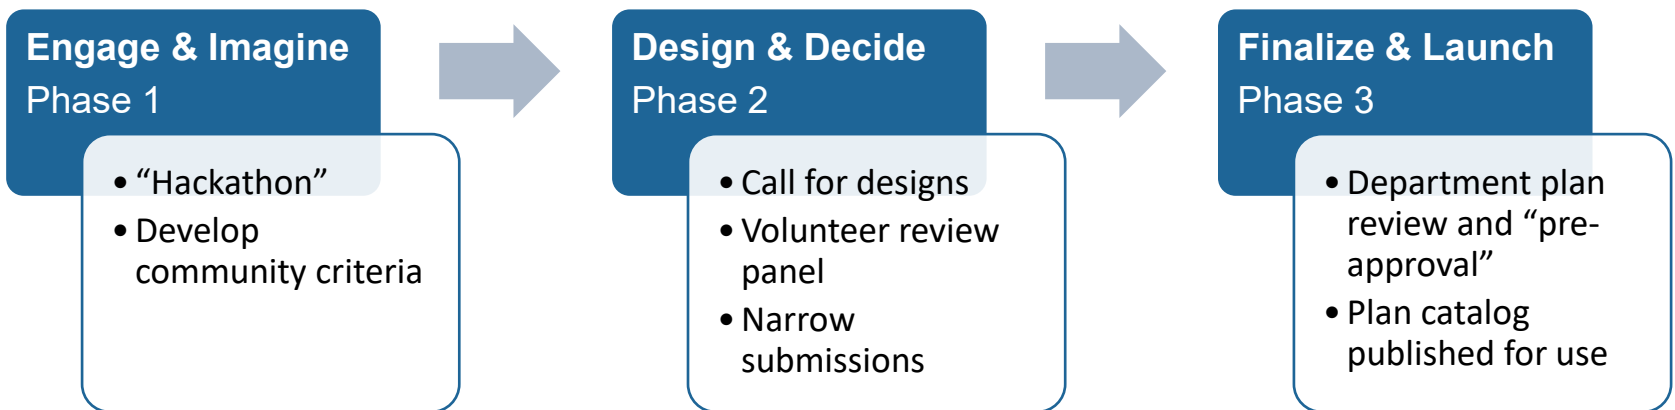 Engage & Imagine
Phase 1
• “Hackathon”
• Develop
community criteria
Design & Decide
Phase 2
• Call for designs
• Volunteer review
panel
• Narrow
submissions
Finalize & Launch
Phase 3
• Department plan
review and “pre-
approval”
• Plan catalog
published for use